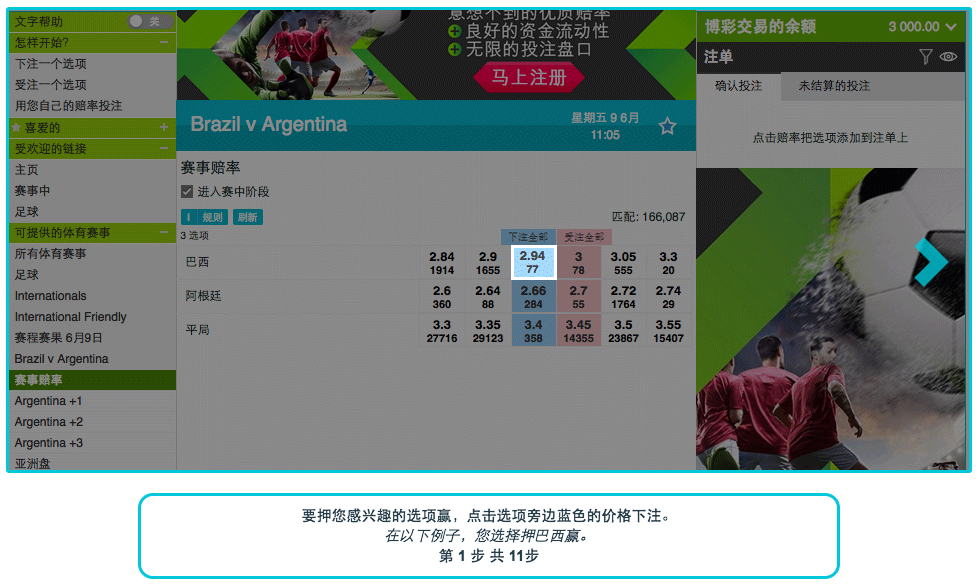 文字帮助 关
怎样开始? −
下注一个选项
受注一个选项
用您自己的赔率投注
喜爱的 +
受欢迎的链接 −
主页
赛事中
足球
可提供的体育赛事 −
所有体育赛事
足球
Internationals
International Friendly
赛程赛果 6月9日
Brazil v Argentina
赛事赔率
Argentina +1
Argentina +2
Argentina +3
亚洲盘
意想不到的优质赔率
良好的资金流动性
无限的投注盘口
马上注册
Brazil v Argentina
星期五 9 6月
11:05
赛事赔率
进入赛中阶段
i 规则 刷新
匹配: 166,087
3 选项 下注全部 受注全部
巴西 2.84 2.9 2.94 3 3.05 3.3
1914 1655 77 78 555 20
阿根廷 2.6 2.64 2.66 2.7 2.72 2.74
360 88 284 55 1764 29
平局 3.3 3.35 3.4 3.45 3.5 3.55
27716 29123 358 14355 23867 15407
博彩交易的余额 3 000.00
注单
确认投注 未结算的投注
点击赔率把选项添加到注单上
要押您感兴趣的选项赢，点击选项旁边蓝色的价格下注。
在以下例子，您选择押巴西赢。
第 1 步 共 11步